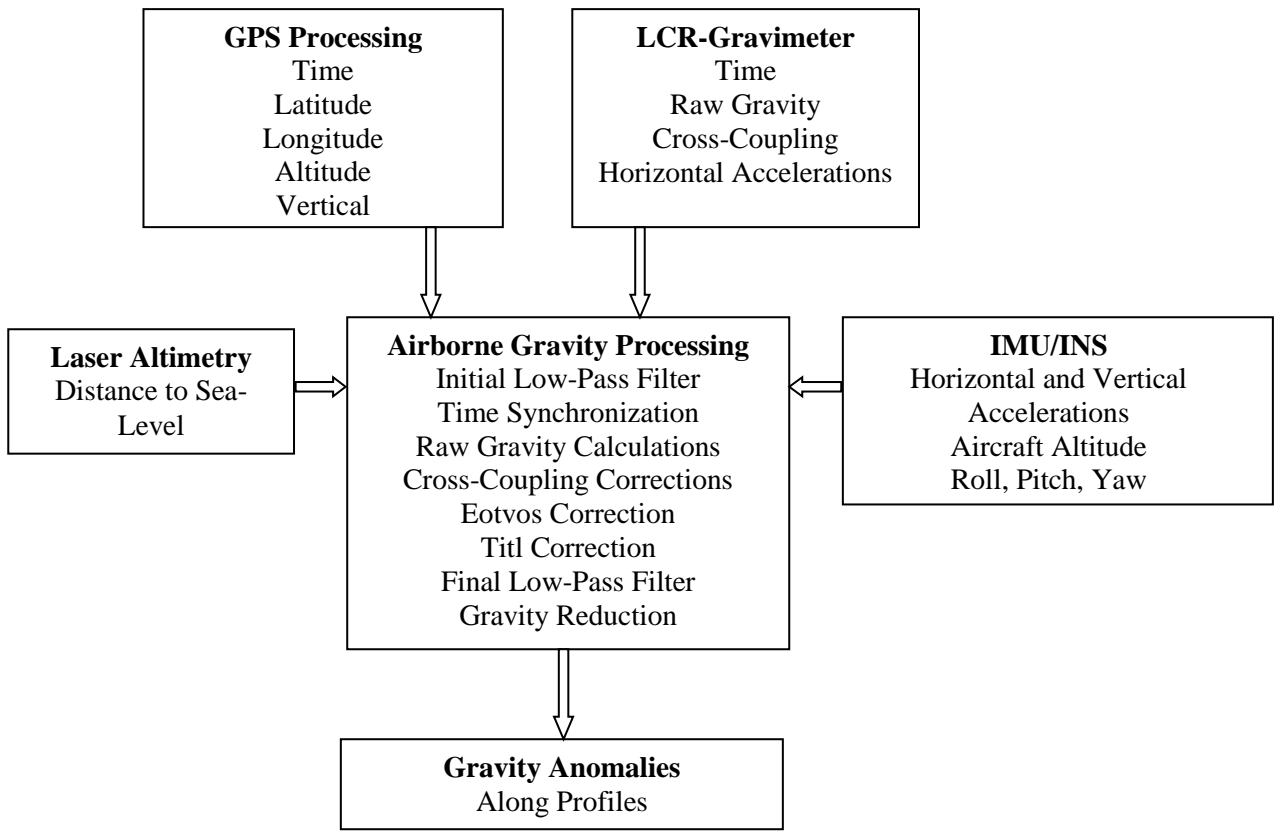 GPS Processing
Time
Latitude
Longitude
Altitude
Vertical
LCR-Gravimeter
Time
Raw Gravity
Cross-Coupling
Horizontal Accelerations
Laser Altimetry
Distance to Sea-
Level
Airborne Gravity Processing
Initial Low-Pass Filter
Time Synchronization
Raw Gravity Calculations
Cross-Coupling Corrections
Eotvos Correction
Titl Correction
Final Low-Pass Filter
Gravity Reduction
IMU/INS
Horizontal and Vertical
Accelerations
Aircraft Altitude
Roll, Pitch, Yaw
Gravity Anomalies
Along Profiles